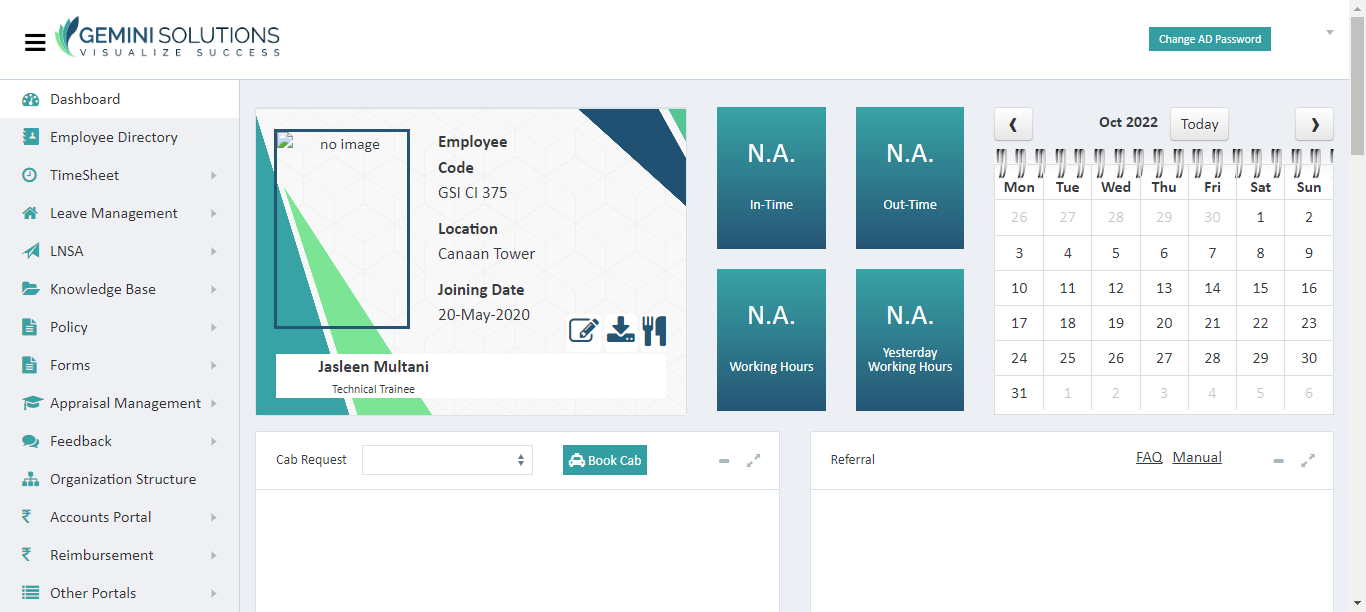 GEMINI SOLUTIONS
VISUALIZE SUCCESS
Change AD Password
Dashboard
Employee Directory
TimeSheet
Leave Management
LNSA
Knowledge Base
Policy
Forms
Appraisal Management
Feedback
Organization Structure
Accounts Portal
Reimbursement
Other Portals
no image
Employee
Code
GSI CI 375
Location
Canaan Tower
Joining Date
20-May-2020
Jasleen Multani
Technical Trainee
N.A.
In-Time
N.A.
Out-Time
N.A.
Working Hours
N.A.
Yesterday
Working Hours
Oct 2022
Today
Mon Tue Wed Thu Fri Sat Sun
26 27 28 29 30 1 2
3 4 5 6 7 8 9
10 11 12 13 14 15 16
17 18 19 20 21 22 23
24 25 26 27 28 29 30
31 1 2 3 4 5 6
Cab Request
Book Cab
Referral
FAQ Manual